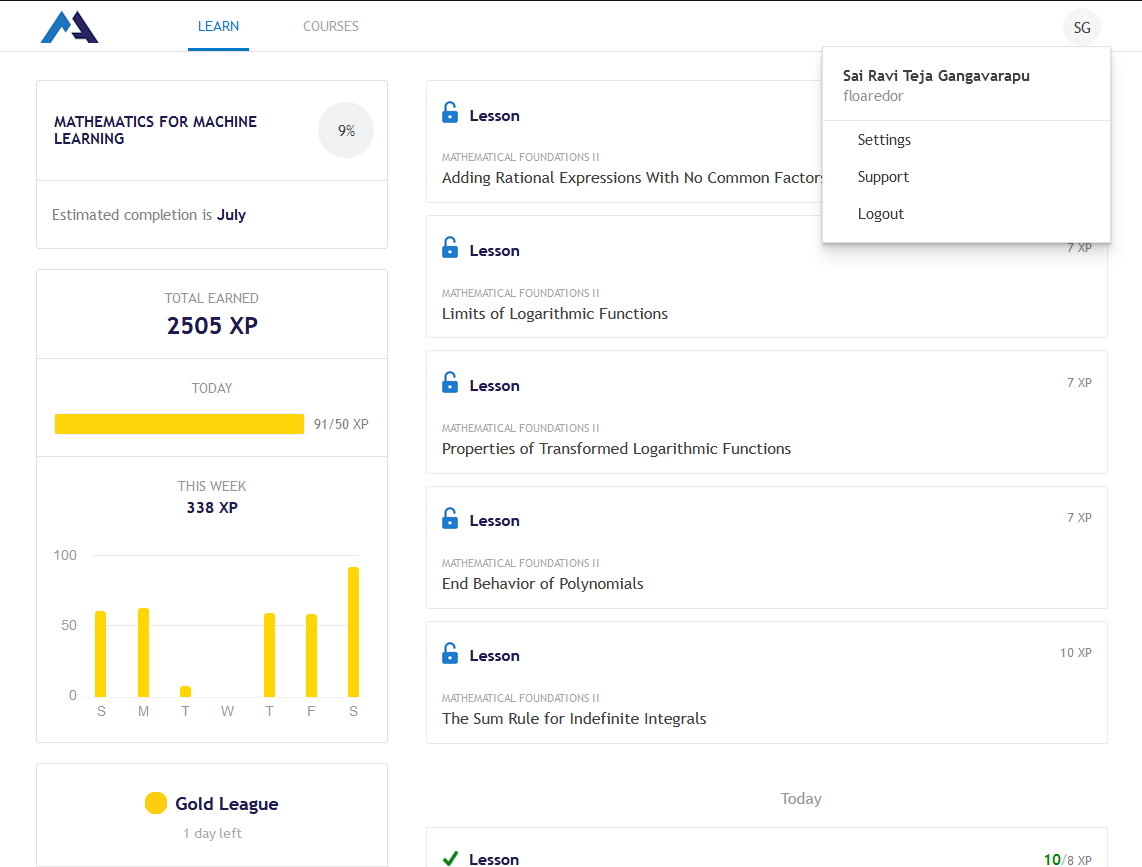 LEARN
COURSES
SG
Sai Ravi Teja Gangavarapu
floaredor
Settings
Support
Logout
MATHEMATICS FOR MACHINE
LEARNING
9%
Estimated completion is July
TOTAL EARNED
2505 XP
TODAY
91/50 XP
THIS WEEK
338 XP
100
50
0
S M T W T F S
Gold League
1 day left
Lesson
MATHEMATICAL FOUNDATIONS II
Adding Rational Expressions With No Common Factors
Lesson
7 XP
MATHEMATICAL FOUNDATIONS II
Limits of Logarithmic Functions
Lesson
7 XP
MATHEMATICAL FOUNDATIONS II
Properties of Transformed Logarithmic Functions
Lesson
7 XP
MATHEMATICAL FOUNDATIONS II
End Behavior of Polynomials
Lesson
10 XP
MATHEMATICAL FOUNDATIONS II
The Sum Rule for Indefinite Integrals
Today
Lesson
10/8 XP